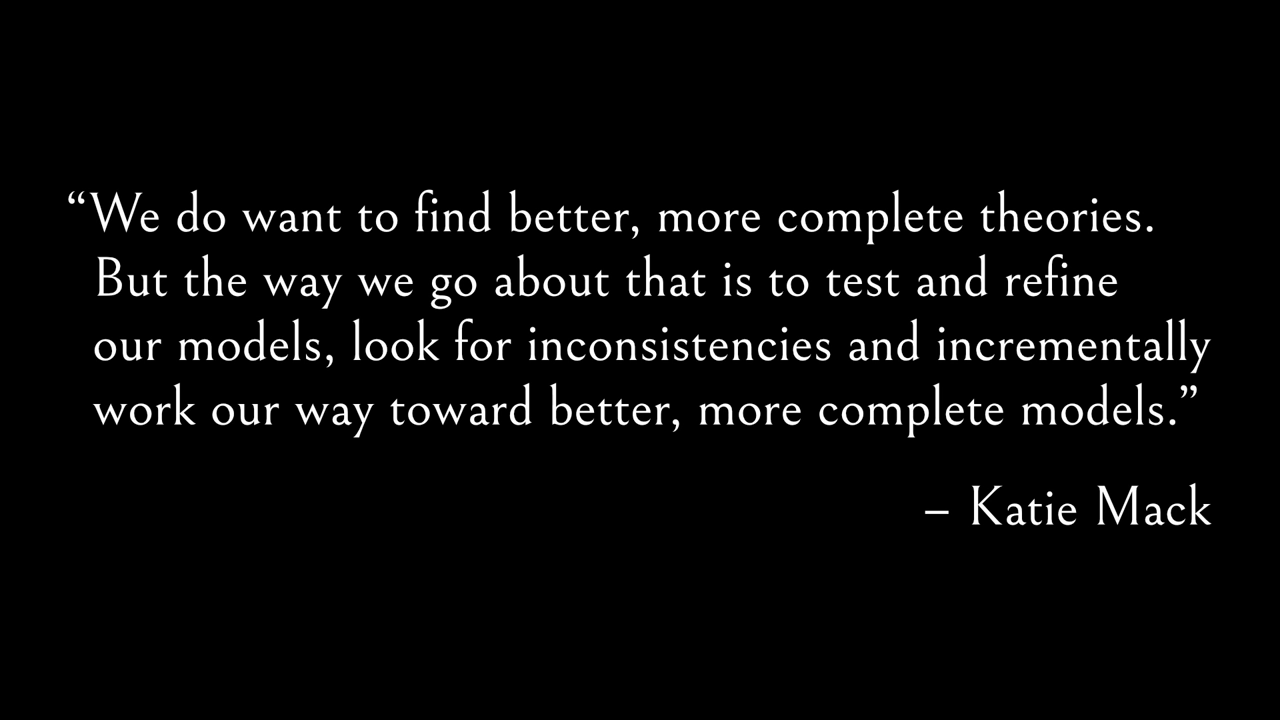 “We do want to find better, more complete theories.
But the way we go about that is to test and refine
our models, look for inconsistencies and incrementally
work our way toward better, more complete models.”
– Katie Mack